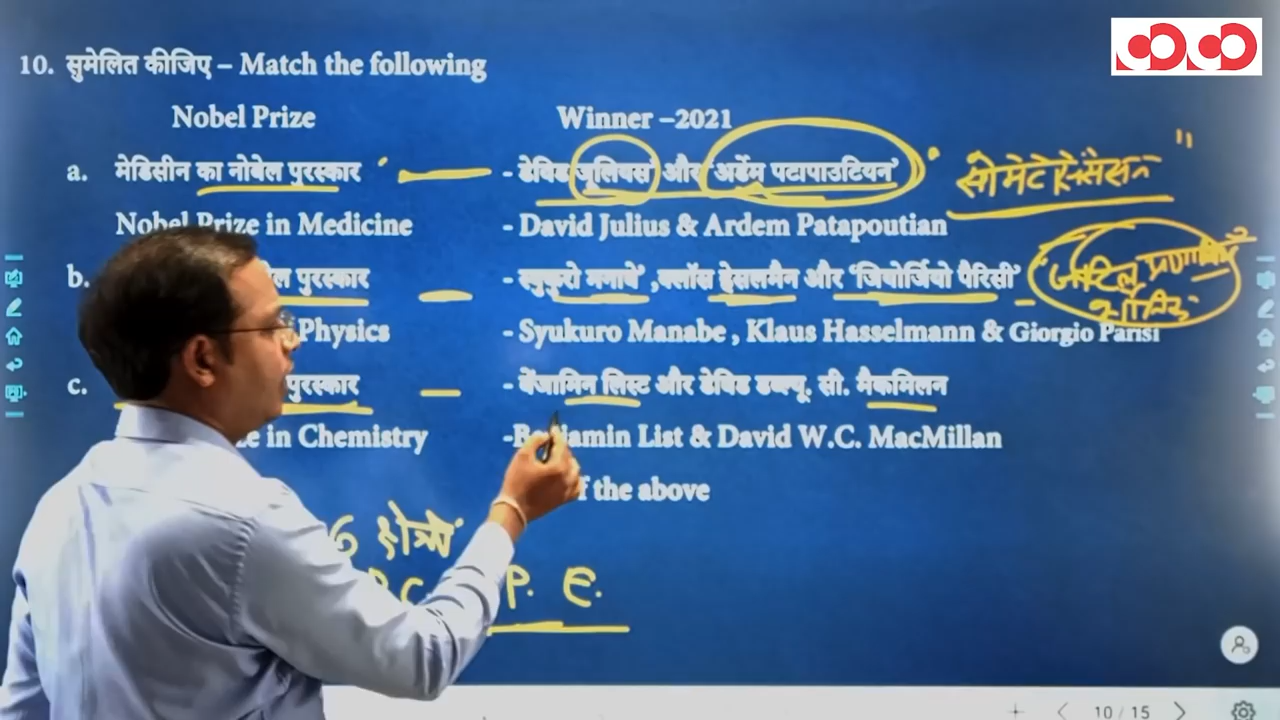 10. सुमेलित कीजिए – Match the following
Nobel Prize Winner –2021
a. मेडिसीन का नोबेल पुरस्कार - डेविड जूलियस और अर्डेम पटापाउटियन'
Nobel Prize in Medicine - David Julius & Ardem Patapoutian
b. पुरस्कार - स्युकुरो मनाबे' ,क्लॉस हेसलमैन और 'जियोर्जियो पैरिसी'
Physics - Syukuro Manabe , Klaus Hasselmann & Giorgio Parisi
c. पुरस्कार - बेंजामिन लिस्ट और डेविड डब्ल्यू. सी. मैकमिलन
in Chemistry - List & David W.C. MacMillan
the above
6 क्षेत्रों
P. E.
10 / 15